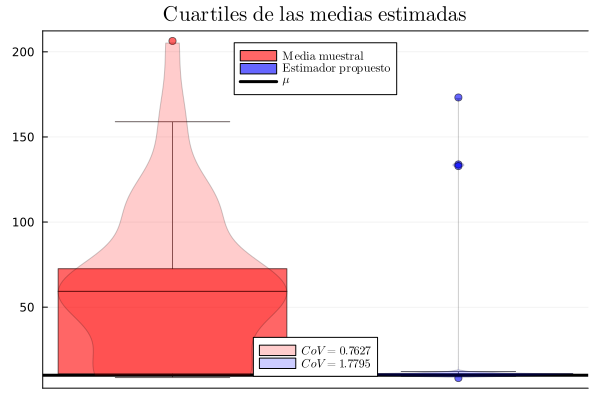 Cuartiles de las medias estimadas
200
150
100
50
Media muestral
Estimador propuesto
μ
CoV = 0.7627
CoV = 1.7795